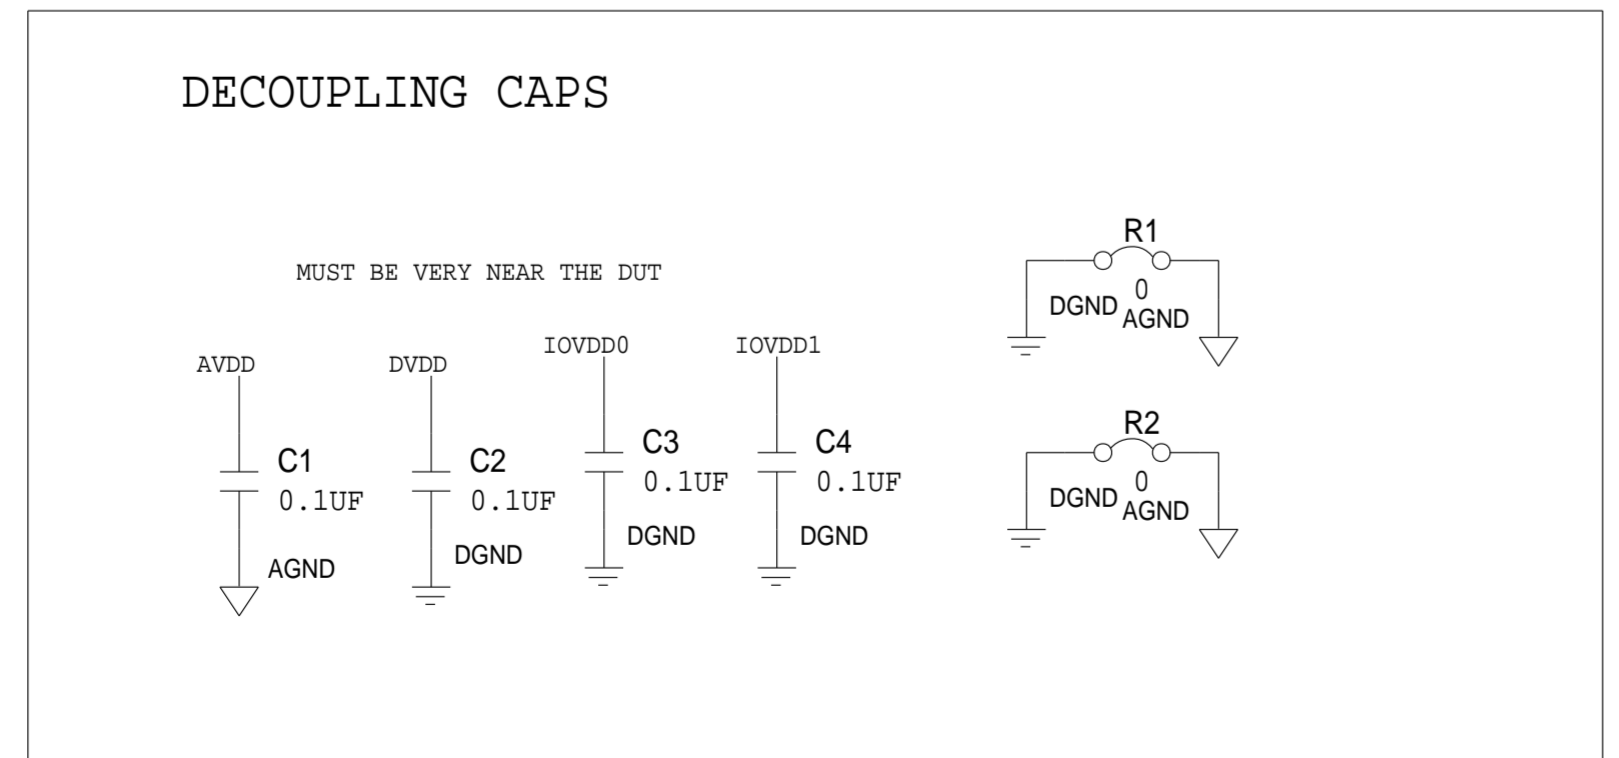 DECOUPLING CAPS
MUST BE VERY NEAR THE DUT
AVDD
C1
0.1UF
AGND
DVDD
C2
0.1UF
DGND
IOVDD0
C3
0.1UF
DGND
IOVDD1
C4
0.1UF
DGND
R1
0
DGND
AGND
R2
0
DGND
AGND